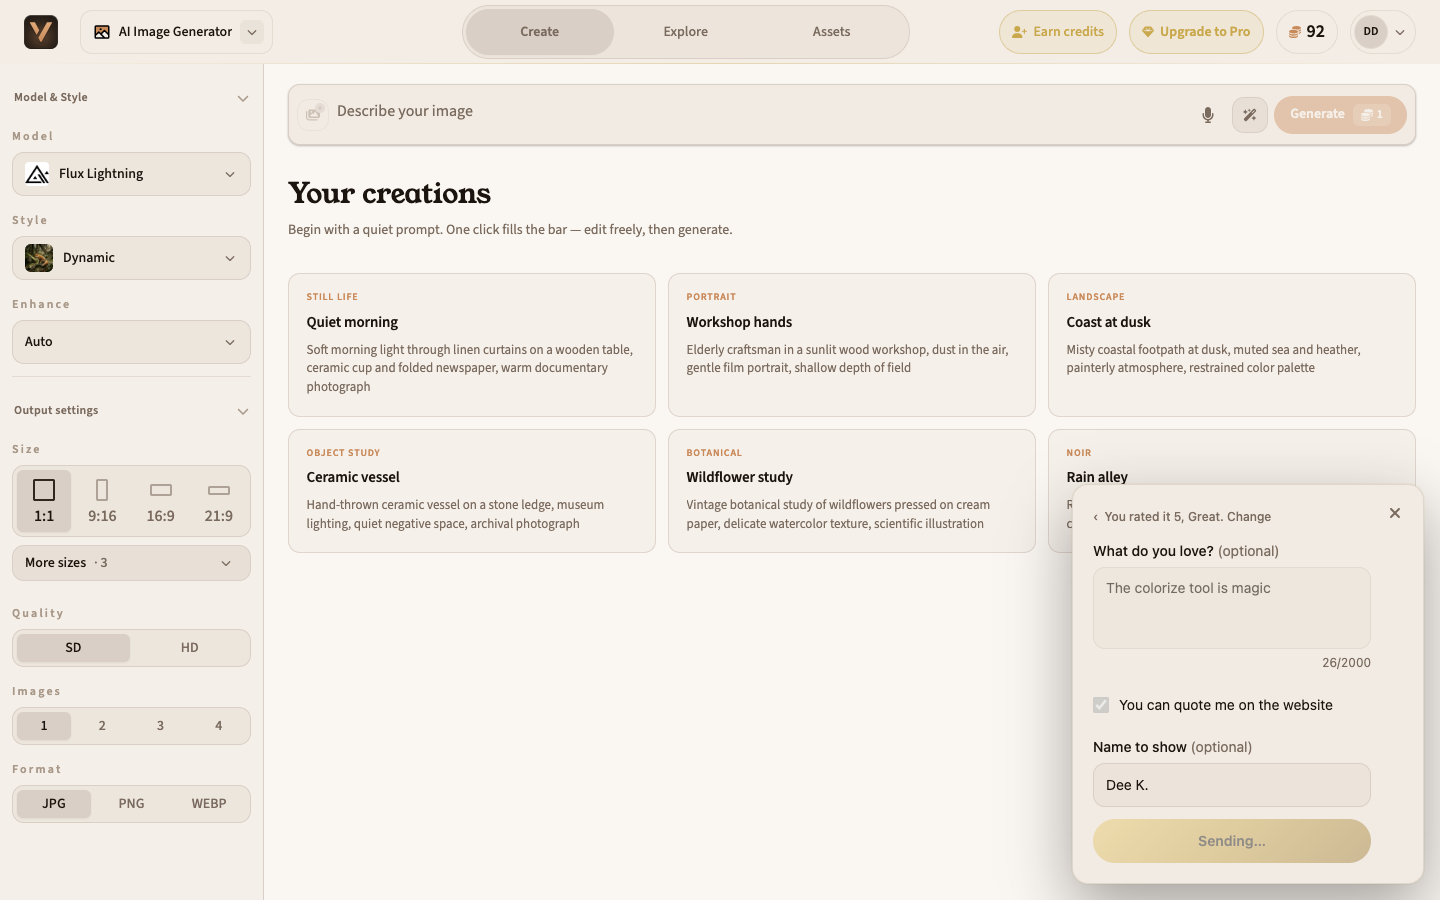 AI Image Generator
Create
Explore
Assets
Earn credits
Upgrade to Pro
92
DD
Model & Style
Model
Flux Lightning
Style
Dynamic
Enhance
Auto
Output settings
Size
1:1
9:16
16:9
21:9
More sizes · 3
Quality
SD
HD
Images
1
2
3
4
Format
JPG
PNG
WEBP
Describe your image
Generate 1
Your creations
Begin with a quiet prompt. One click fills the bar — edit freely, then generate.
STILL LIFE
Quiet morning
Soft morning light through linen curtains on a wooden table,
ceramic cup and folded newspaper, warm documentary
photograph
PORTRAIT
Workshop hands
Elderly craftsman in a sunlit wood workshop, dust in the air,
gentle film portrait, shallow depth of field
LANDSCAPE
Coast at dusk
Misty coastal footpath at dusk, muted sea and heather,
painterly atmosphere, restrained color palette
OBJECT STUDY
Ceramic vessel
Hand-thrown ceramic vessel on a stone ledge, museum
lighting, quiet negative space, archival photograph
BOTANICAL
Wildflower study
Vintage botanical study of wildflowers pressed on cream
paper, delicate watercolor texture, scientific illustration
NOIR
Rain alley
‹ You rated it 5, Great. Change
What do you love? (optional)
The colorize tool is magic
26/2000
You can quote me on the website
Name to show (optional)
Dee K.
Sending...